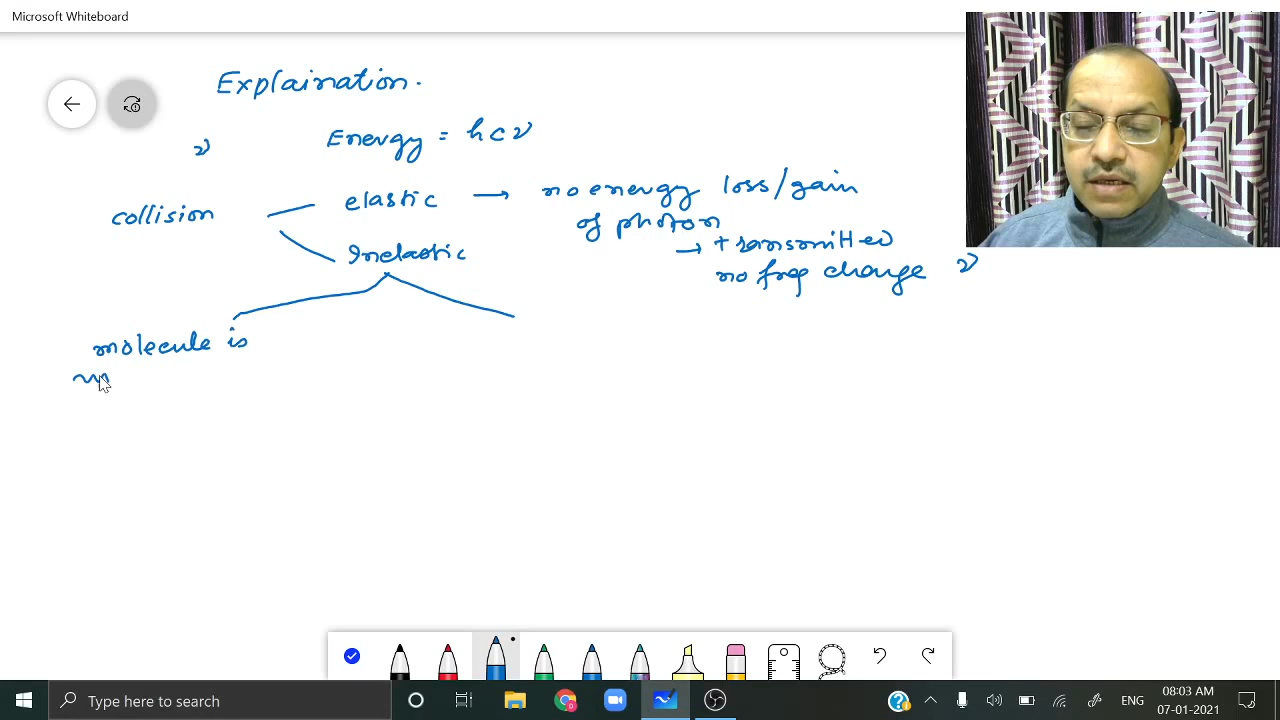 Microsoft Whiteboard
Explaination.
ν
Energy = hcν
collision
elastic → no energy loss/gain
of photon
→ transmitted
no freq change ν
Inelastic
molecule is
Type here to search
ENG
08:03 AM
07-01-2021